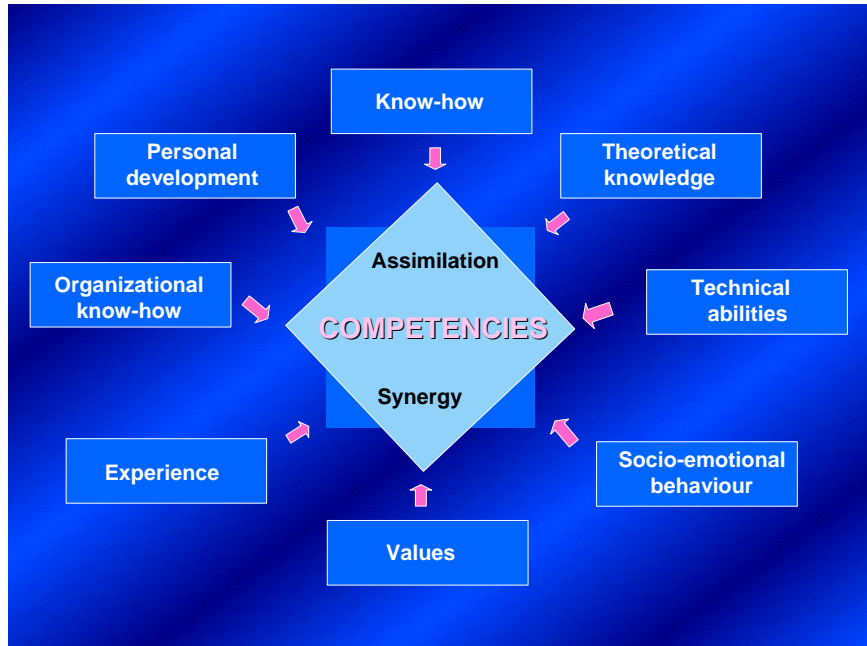 Know-how
Personal
development
Theoretical
knowledge
Assimilation
Organizational
know-how
Technical
abilities
COMPETENCIES
Synergy
Experience
Socio-emotional
behaviour
Values